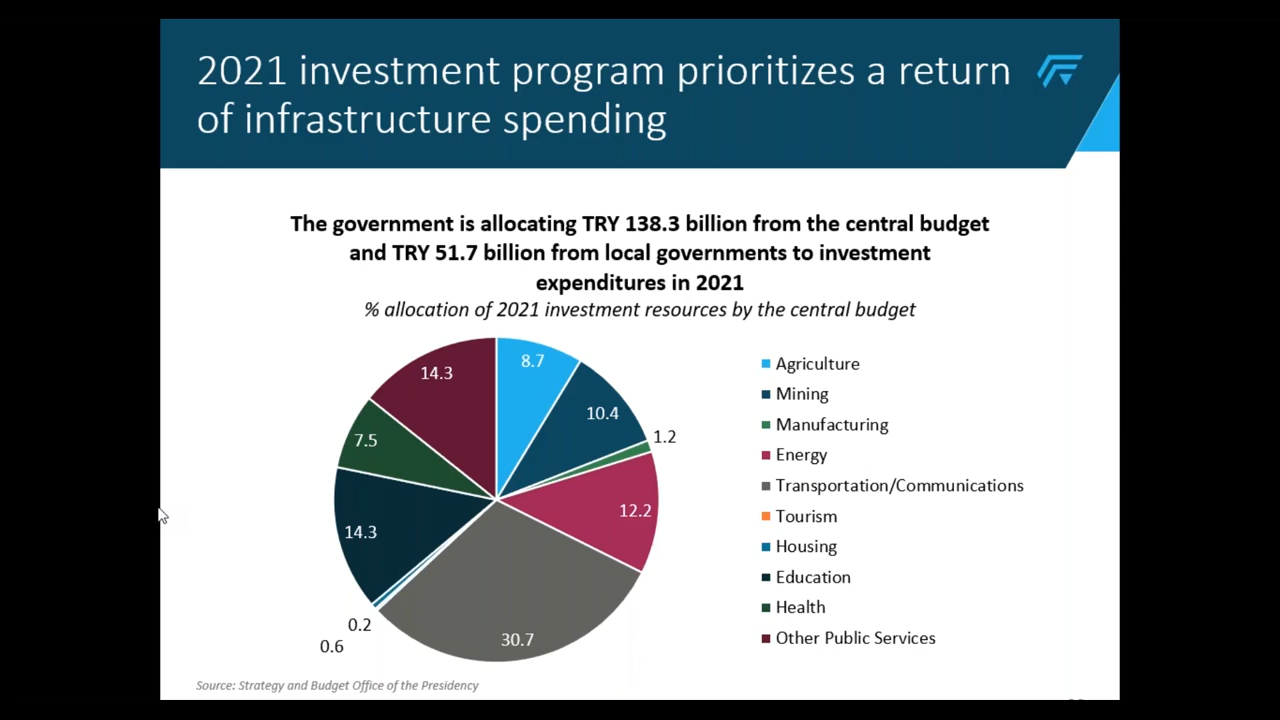 2021 investment program prioritizes a return
of infrastructure spending
The government is allocating TRY 138.3 billion from the central budget
and TRY 51.7 billion from local governments to investment
expenditures in 2021
% allocation of 2021 investment resources by the central budget
8.7
10.4
1.2
12.2
30.7
0.2
0.6
14.3
7.5
14.3
Agriculture
Mining
Manufacturing
Energy
Transportation/Communications
Tourism
Housing
Education
Health
Other Public Services
Source: Strategy and Budget Office of the Presidency